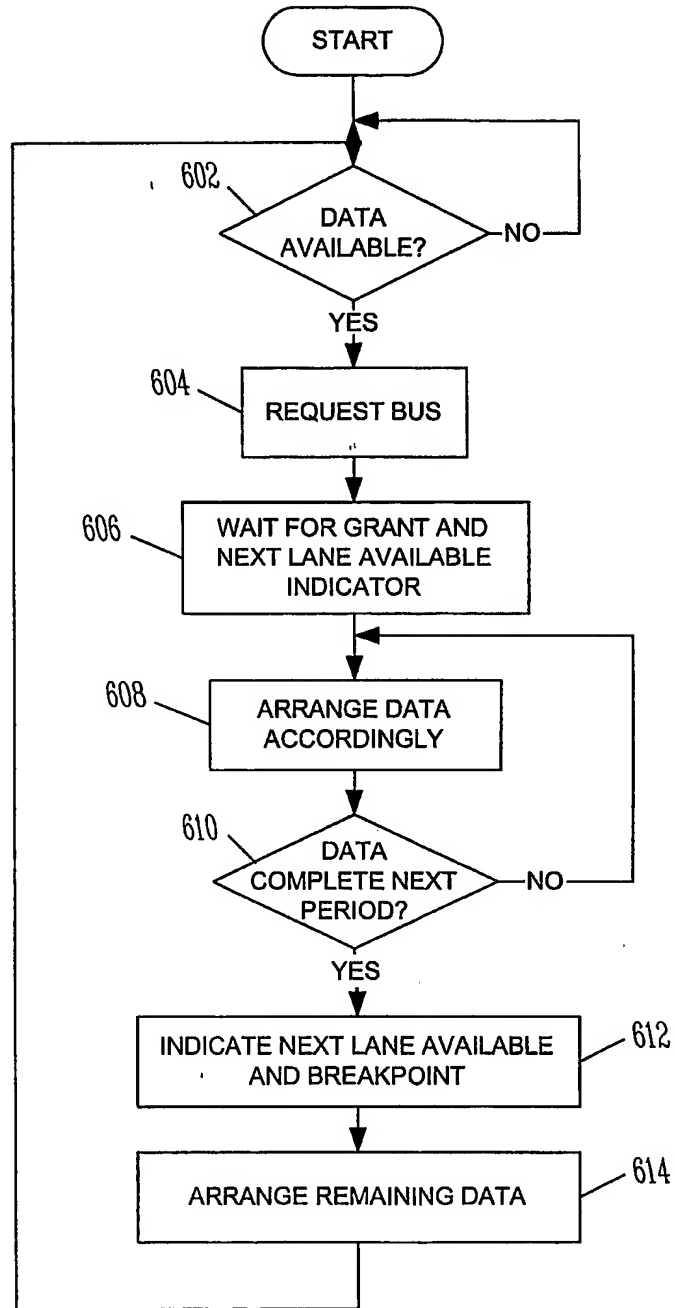 START
602
DATA
AVAILABLE?
NO
YES
604
REQUEST BUS
606
WAIT FOR GRANT AND
NEXT LANE AVAILABLE
INDICATOR
608
ARRANGE DATA
ACCORDINGLY
610
DATA
COMPLETE NEXT
PERIOD?
NO
YES
INDICATE NEXT LANE AVAILABLE
AND BREAKPOINT
612
ARRANGE REMAINING DATA
614